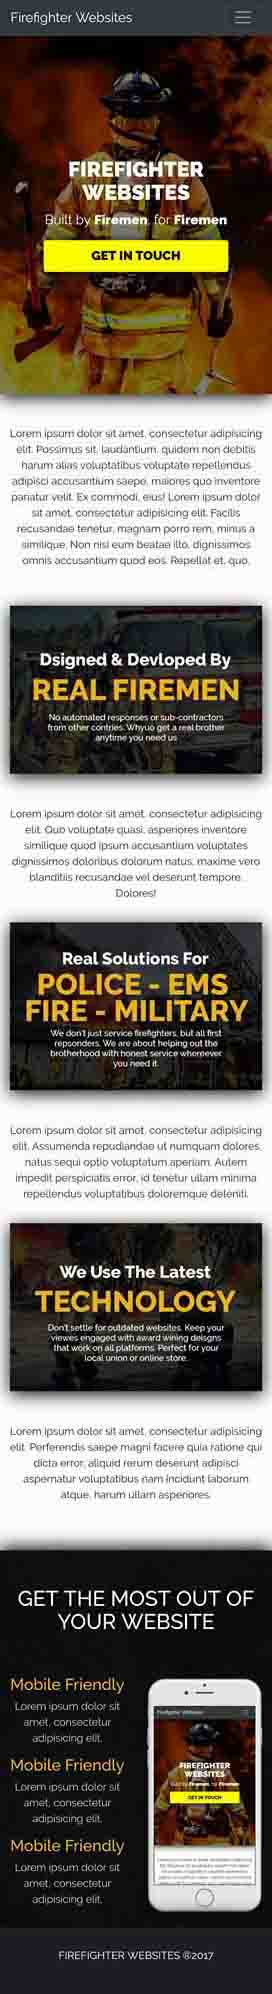 Firefighter Websites
FIREFIGHTER
WEBSITES
Built by Firemen, for Firemen
GET IN TOUCH
Lorem ipsum dolor sit amet, consectetur adipisicing
elit. Possimus sit, laudantium, quidem non debitis
harum alias voluptatibus voluptate repellendus
adipisci accusantium saepe, maiores quo inventore
pariatur velit. Ex commodi, eius! Lorem ipsum dolor
sit amet, consectetur adipisicing elit. Facilis
recusandae tenetur, magnam porro rem, minus a
similique. Non nisi eum beatae illo, dignissimos
omnis accusantium quod eos. Repellat et, quo.
Dsigned & Devloped By
REAL FIREMEN
No automated responses or sub-contractors
from other contries. Whyuo get a real brother
anytime you need us
Lorem ipsum dolor sit amet, consectetur adipisicing
elit. Quo voluptate quasi, asperiores inventore
similique quod ipsum accusantium voluptates
dignissimos doloribus dolorum natus, maxime vero
blanditiis recusandae vel deserunt tempore.
Dolores!
Real Solutions For
POLICE - EMS
FIRE - MILITARY
We don't just service firefighters, but all first
repsonders. We are about helping out the
brotherhood with honest service whenever
you need it.
Lorem ipsum dolor sit amet, consectetur adipisicing
elit. Assumenda repudiandae ut numquam dolores,
natus sequi optio voluptatum aperiam. Autem
impedit perspiciatis error, id tenetur ullam minima
repellendus voluptatibus doloremque deleniti.
We Use The Latest
TECHNOLOGY
Don't settle for outdated websites. Keep your
viewes engaged with award wining deisgns
that work on all platforms. Perfect for your
local union or online store.
Lorem ipsum dolor sit amet, consectetur adipisicing
elit. Perferendis saepe magni facere quia ratione qui
dicta error, aliquid rerum deserunt adipisci
aspernatur voluptatibus nam incidunt laborum
atque, harum ullam asperiores.
GET THE MOST OUT OF
YOUR WEBSITE
Mobile Friendly
Lorem ipsum dolor sit
amet, consectetur
adipisicing elit.
Mobile Friendly
Lorem ipsum dolor sit
amet, consectetur
adipisicing elit.
Mobile Friendly
Lorem ipsum dolor sit
amet, consectetur
adipisicing elit.
Firefighter Websites
FIREFIGHTER
WEBSITES
Built by Firemen, for Firemen
GET IN TOUCH
FIREFIGHTER WEBSITES ®2017